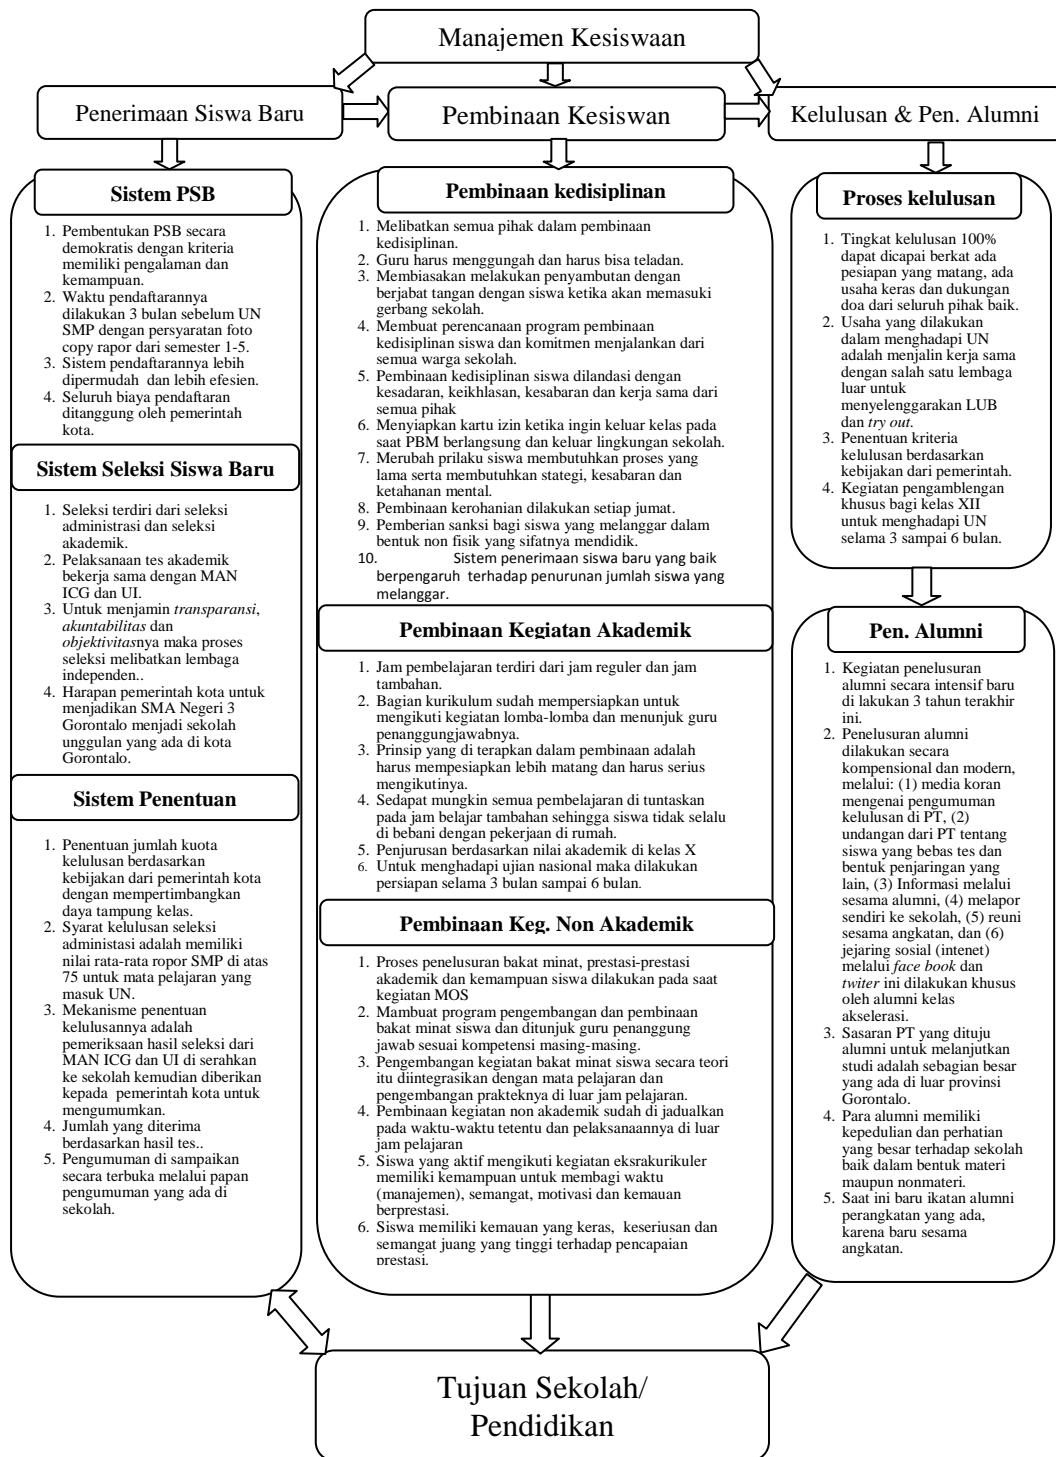 Manajemen Kesiswaan
Penerimaan Siswa Baru
Pembinaan Kesiswan
Kelulusan & Pen. Alumni
Sistem PSB
1. Pembentukan PSB secara
demokratis dengan kriteria
memiliki pengalaman dan
kemampuan.
2. Waktu pendaftarannya
dilakukan 3 bulan sebelum UN
SMP dengan persyaratan foto
copy rapor dari semester 1-5.
3. Sistem pendaftarannya lebih
dipermudah dan lebih efesien.
4. Seluruh biaya pendaftaran
ditanggung oleh pemerintah
kota.
Sistem Seleksi Siswa Baru
1. Seleksi terdiri dari seleksi
administrasi dan seleksi
akademik.
2. Pelaksanaan tes akademik
bekerja sama dengan MAN
ICG dan UI.
3. Untuk menjamin transparansi,
akuntabilitas dan
objektivitasnya maka proses
seleksi melibatkan lembaga
independen..
4. Harapan pemerintah kota untuk
menjadikan SMA Negeri 3
Gorontalo menjadi sekolah
unggulan yang ada di kota
Gorontalo.
Sistem Penentuan
1. Penentuan jumlah kuota
kelulusan berdasarkan
kebijakan dari pemerintah kota
dengan mempertimbangkan
daya tampung kelas.
2. Syarat kelulusan seleksi
administasi adalah memiliki
nilai rata-rata ropor SMP di atas
75 untuk mata pelajaran yang
masuk UN.
3. Mekanisme penentuan
kelulusannya adalah
pemeriksaan hasil seleksi dari
MAN ICG dan UI di serahkan
ke sekolah kemudian diberikan
kepada pemerintah kota untuk
mengumumkan.
4. Jumlah yang diterima
berdasarkan hasil tes..
5. Pengumuman di sampaikan
secara terbuka melalui papan
pengumuman yang ada di
sekolah.
Pembinaan kedisiplinan
1. Melibatkan semua pihak dalam pembinaan
kedisiplinan.
2. Guru harus menggungah dan harus bisa teladan.
3. Membiasakan melakukan penyambutan dengan
berjabat tangan dengan siswa ketika akan memasuki
gerbang sekolah.
4. Membuat perencanaan program pembinaan
kedisiplinan siswa dan komitmen menjalankan dari
semua warga sekolah.
5. Pembinaan kedisiplinan siswa dilandasi dengan
kesadaran, keikhlasan, kesabaran dan kerja sama dari
semua pihak
6. Menyiapkan kartu izin ketika ingin keluar kelas pada
saat PBM berlangsung dan keluar lingkungan sekolah.
7. Merubah prilaku siswa membutuhkan proses yang
lama serta membutuhkan stategi, kesabaran dan
ketahanan mental.
8. Pembinaan kerohanian dilakukan setiap jumat.
9. Pemberian sanksi bagi siswa yang melanggar dalam
bentuk non fisik yang sifatnya mendidik.
10. Sistem penerimaan siswa baru yang baik
berpengaruh terhadap penurunan jumlah siswa yang
melanggar.
Pembinaan Kegiatan Akademik
1. Jam pembelajaran terdiri dari jam reguler dan jam
tambahan.
2. Bagian kurikulum sudah mempersiapkan untuk
mengikuti kegiatan lomba-lomba dan menunjuk guru
penanggungjawabnya.
3. Prinsip yang di terapkan dalam pembinaan adalah
harus mempesiapkan lebih matang dan harus serius
mengikutinya.
4. Sedapat mungkin semua pembelajaran di tuntaskan
pada jam belajar tambahan sehingga siswa tidak selalu
di bebani dengan pekerjaan di rumah.
5. Penjurusan berdasarkan nilai akademik di kelas X
6. Untuk menghadapi ujian nasional maka dilakukan
persiapan selama 3 bulan sampai 6 bulan.
Pembinaan Keg. Non Akademik
1. Proses penelusuran bakat minat, prestasi-prestasi
akademik dan kemampuan siswa dilakukan pada saat
kegiatan MOS
2. Mambuat program pengembangan dan pembinaan
bakat minat siswa dan ditunjuk guru penanggung
jawab sesuai kompetensi masing-masing.
3. Pengembangan kegiatan bakat minat siswa secara teori
itu diintegrasikan dengan mata pelajaran dan
pengembangan prakteknya di luar jam pelajaran.
4. Pembinaan kegiatan non akademik sudah di jadualkan
pada waktu-waktu tetentu dan pelaksanaannya di luar
jam pelajaran
5. Siswa yang aktif mengikuti kegiatan eksrakurikuler
memiliki kemampuan untuk membagi waktu
(manajemen), semangat, motivasi dan kemauan
berprestasi.
6. Siswa memiliki kemauan yang keras, keseriusan dan
semangat juang yang tinggi terhadap pencapaian
prestasi.
Proses kelulusan
1. Tingkat kelulusan 100%
dapat dicapai berkat ada
pesiapan yang matang, ada
usaha keras dan dukungan
doa dari seluruh pihak baik.
2. Usaha yang dilakukan
dalam menghadapi UN
adalah menjalin kerja sama
dengan salah satu lembaga
luar untuk
menyelenggarakan LUB
dan try out.
3. Penentuan kriteria
kelulusan berdasarkan
kebijakan dari pemerintah.
4. Kegiatan pengamblengan
khusus bagi kelas XII
untuk menghadapi UN
selama 3 sampai 6 bulan.
Pen. Alumni
1. Kegiatan penelusuran
alumni secara intensif baru
di lakukan 3 tahun terakhir
ini.
2. Penelusuran alumni
dilakukan secara
kompensional dan modern,
melalui: (1) media koran
mengenai pengumuman
kelulusan di PT, (2)
undangan dari PT tentang
siswa yang bebas tes dan
bentuk penjaringan yang
lain, (3) Informasi melalui
sesama alumni, (4) melapor
sendiri ke sekolah, (5) reuni
sesama angkatan, dan (6)
jejaring sosial (intenet)
melalui face book dan
twiter ini dilakukan khusus
oleh alumni kelas
akselerasi.
3. Sasaran PT yang dituju
alumni untuk melanjutkan
studi adalah sebagian besar
yang ada di luar provinsi
Gorontalo.
4. Para alumni memiliki
kepedulian dan perhatian
yang besar terhadap sekolah
baik dalam bentuk materi
maupun nonmateri.
5. Saat ini baru ikatan alumni
perangkatan yang ada,
karena baru sesama
angkatan.
Tujuan Sekolah/
Pendidikan